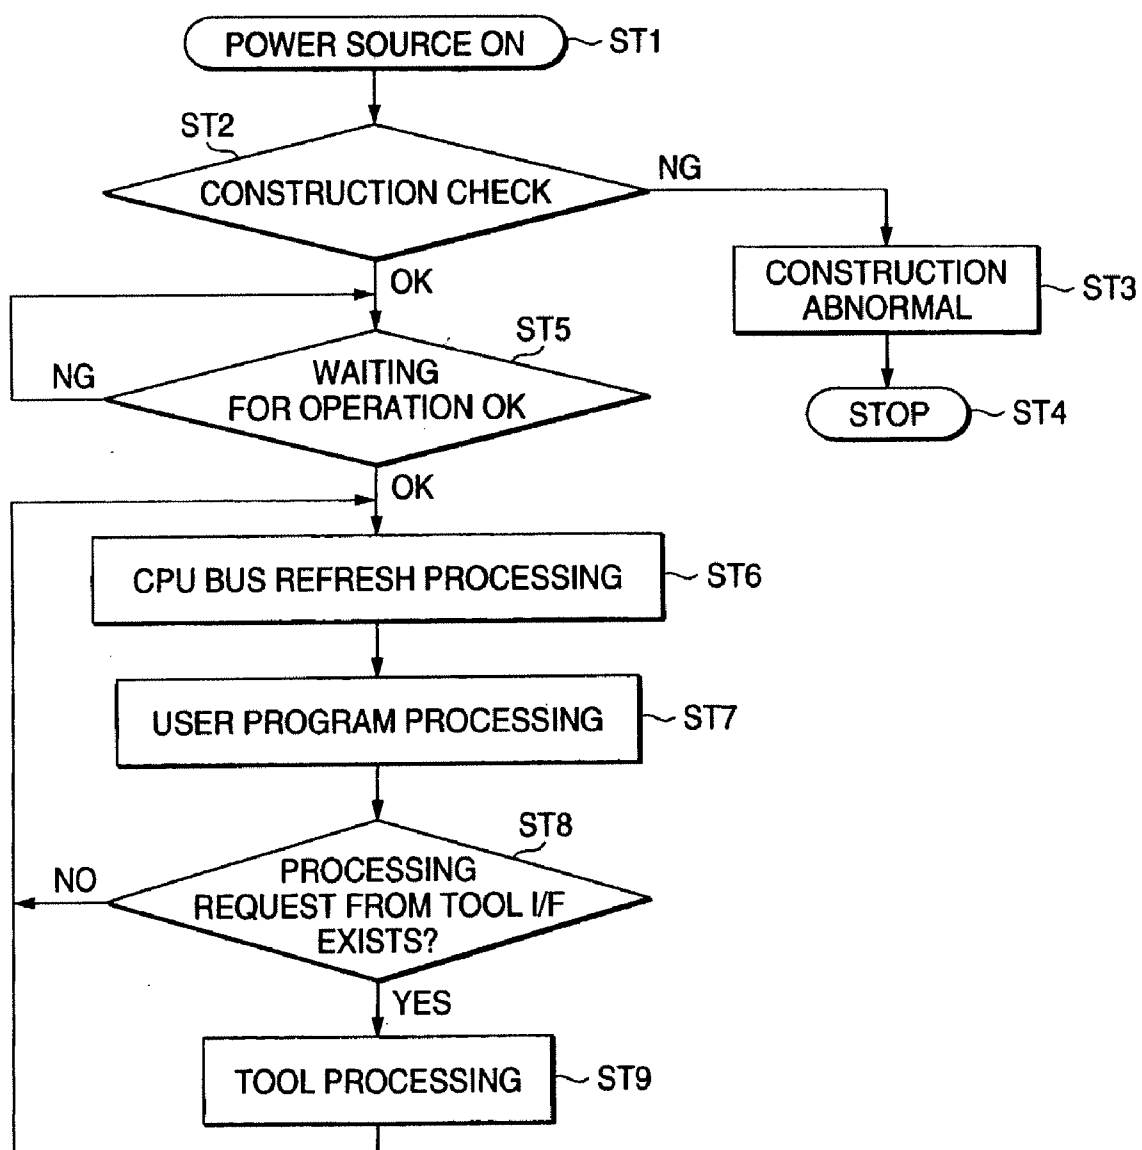 POWER SOURCE ON
ST1
ST2
CONSTRUCTION CHECK
NG
OK
CONSTRUCTION
ABNORMAL
ST3
ST5
WAITING
FOR OPERATION OK
NG
STOP
ST4
OK
CPU BUS REFRESH PROCESSING
ST6
USER PROGRAM PROCESSING
ST7
ST8
PROCESSING
REQUEST FROM TOOL I/F
EXISTS?
NO
YES
TOOL PROCESSING
ST9